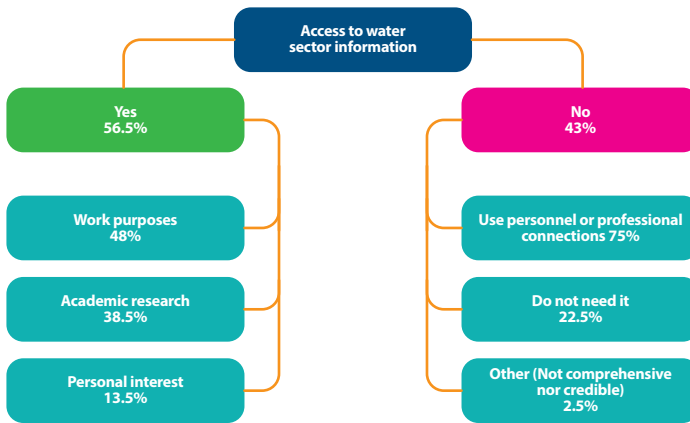 Access to water
sector information
Yes
56.5%
No
43%
Work purposes
48%
Academic research
38.5%
Personal interest
13.5%
Use personnel or professional
connections 75%
Do not need it
22.5%
Other (Not comprehensive
nor credible)
2.5%